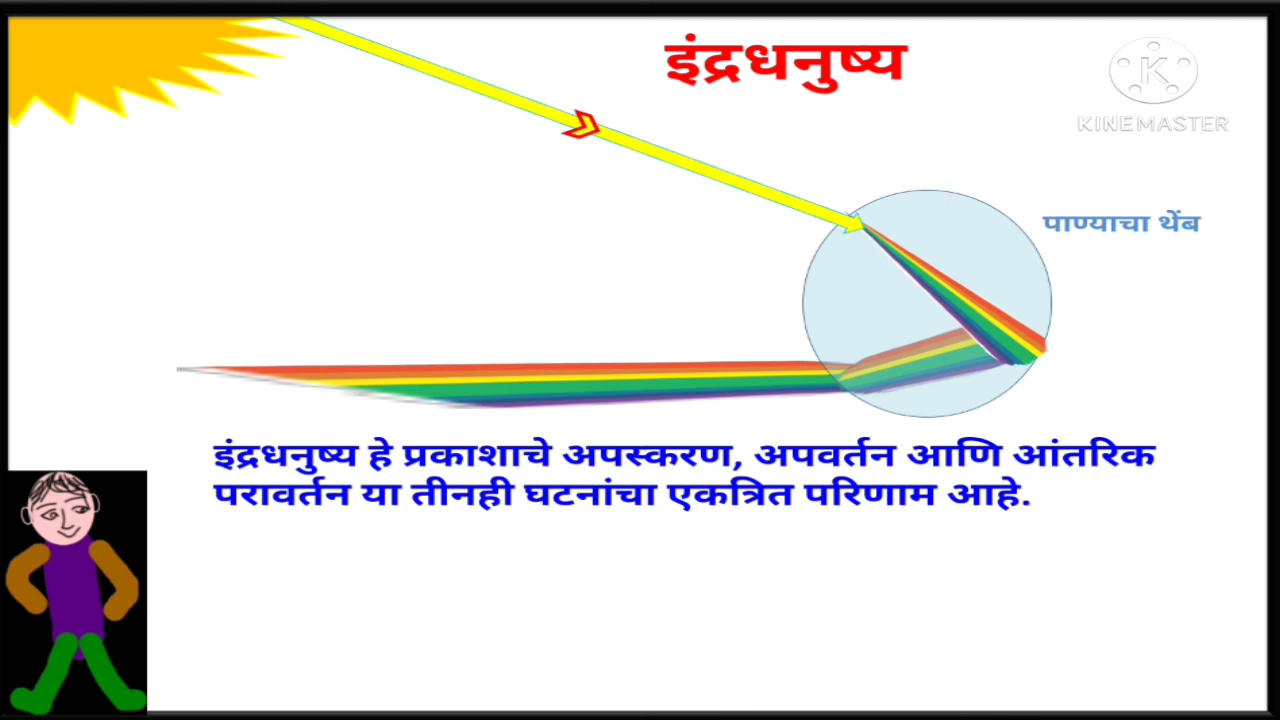 इंद्रधनुष्य
KINEMASTER
पाण्याचा थेंब
इंद्रधनुष्य हे प्रकाशाचे अपस्करण, अपवर्तन आणि आंतरिक
परावर्तन या तीनही घटनांचा एकत्रित परिणाम आहे.